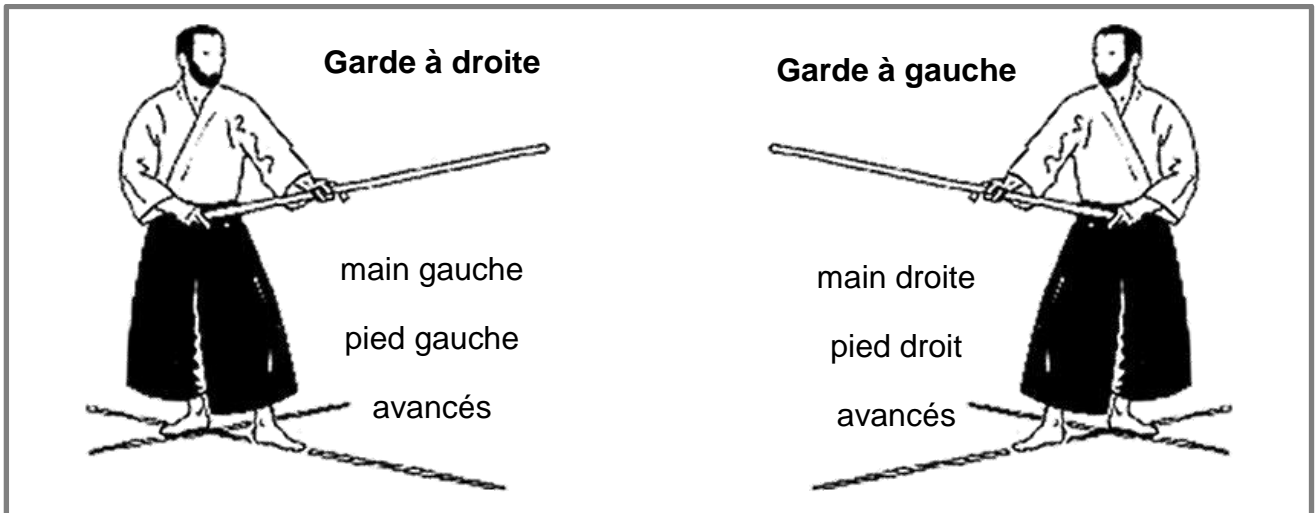 Garde à droite
main gauche
pied gauche
avancés
Garde à gauche
main droite
pied droit
avancés